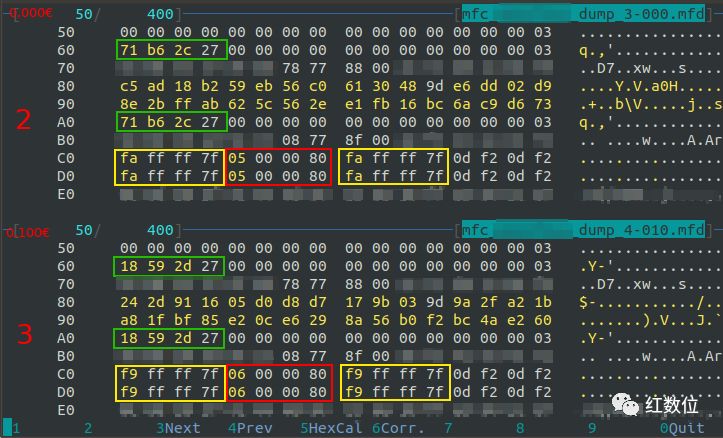 0,000€ 50/ 400] [mfc _dump_3-000.mfd
50 00 00 00 00 00 00 00 00 00 00 00 00 00 00 00 03 ................
60 71 b6 2c 27 00 00 00 00 00 00 00 00 00 00 00 03 q.,'............
70 78 77 88 00 ..D7..xw...s....
80 c5 ad 18 b2 59 eb 56 c0 61 30 48 9d e6 dd 02 d9 ....Y.V.a0H.....
2
90 8e 2b ff ab 62 5c 56 2e e1 fb 16 bc 6a c9 d6 73 .+..b\V.....j..s
A0 71 b6 2c 27 00 00 00 00 00 00 00 00 00 00 00 03 q.,'............
B0 08 77 8f 00 .. ....w....A.Ar
C0 fa ff ff 7f 05 00 00 80 fa ff ff 7f 0d f2 0d f2 ................
D0 fa ff ff 7f 05 00 00 80 fa ff ff 7f 0d f2 0d f2 ................
E0
0,100€ 50/ 400] [mfc _dump_4-010.mfd
50 00 00 00 00 00 00 00 00 00 00 00 00 00 00 00 03 ................
60 18 59 2d 27 00 00 00 00 00 00 00 00 00 00 00 03 .Y-'............
70 78 77 88 00 ..D7..xw...s....
80 24 2d 91 16 05 d0 d8 d7 17 9b 03 9d 9a 2f a2 1b $-.........../..
90 a8 1f bf 85 e2 0c e6 29 8a 56 b0 f2 bc 4a e2 60 .......).V...J.`
3
A0 18 59 2d 27 00 00 00 00 00 00 00 00 00 00 00 03 .Y-'............
B0 08 77 8f 00 .. ....w....A.Ar
C0 f9 ff ff 7f 06 00 00 80 f9 ff ff 7f 0d f2 0d f2
D0 f9 ff ff 7f 06 00 00 80 f9 ff ff 7f 0d f2 0d f2
E0
红数位
1 2 3Next 4Prev 5HexCal 6Corr. 7 8 9 0Quit